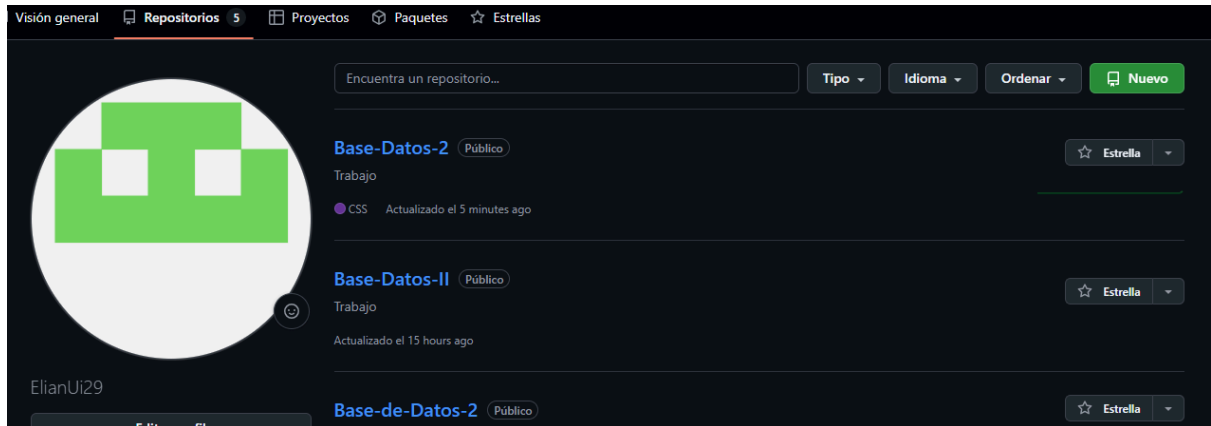 Visión general Repositorios 5 Proyectos Paquetes Estrellas
Encuentra un repositorio... Tipo Idioma Ordenar Nuevo
Base-Datos-2 Público Estrella
Trabajo
CSS Actualizado el 5 minutes ago
Base-Datos-II Público Estrella
Trabajo
Actualizado el 15 hours ago
ElianUi29
Base-de-Datos-2 Público Estrella